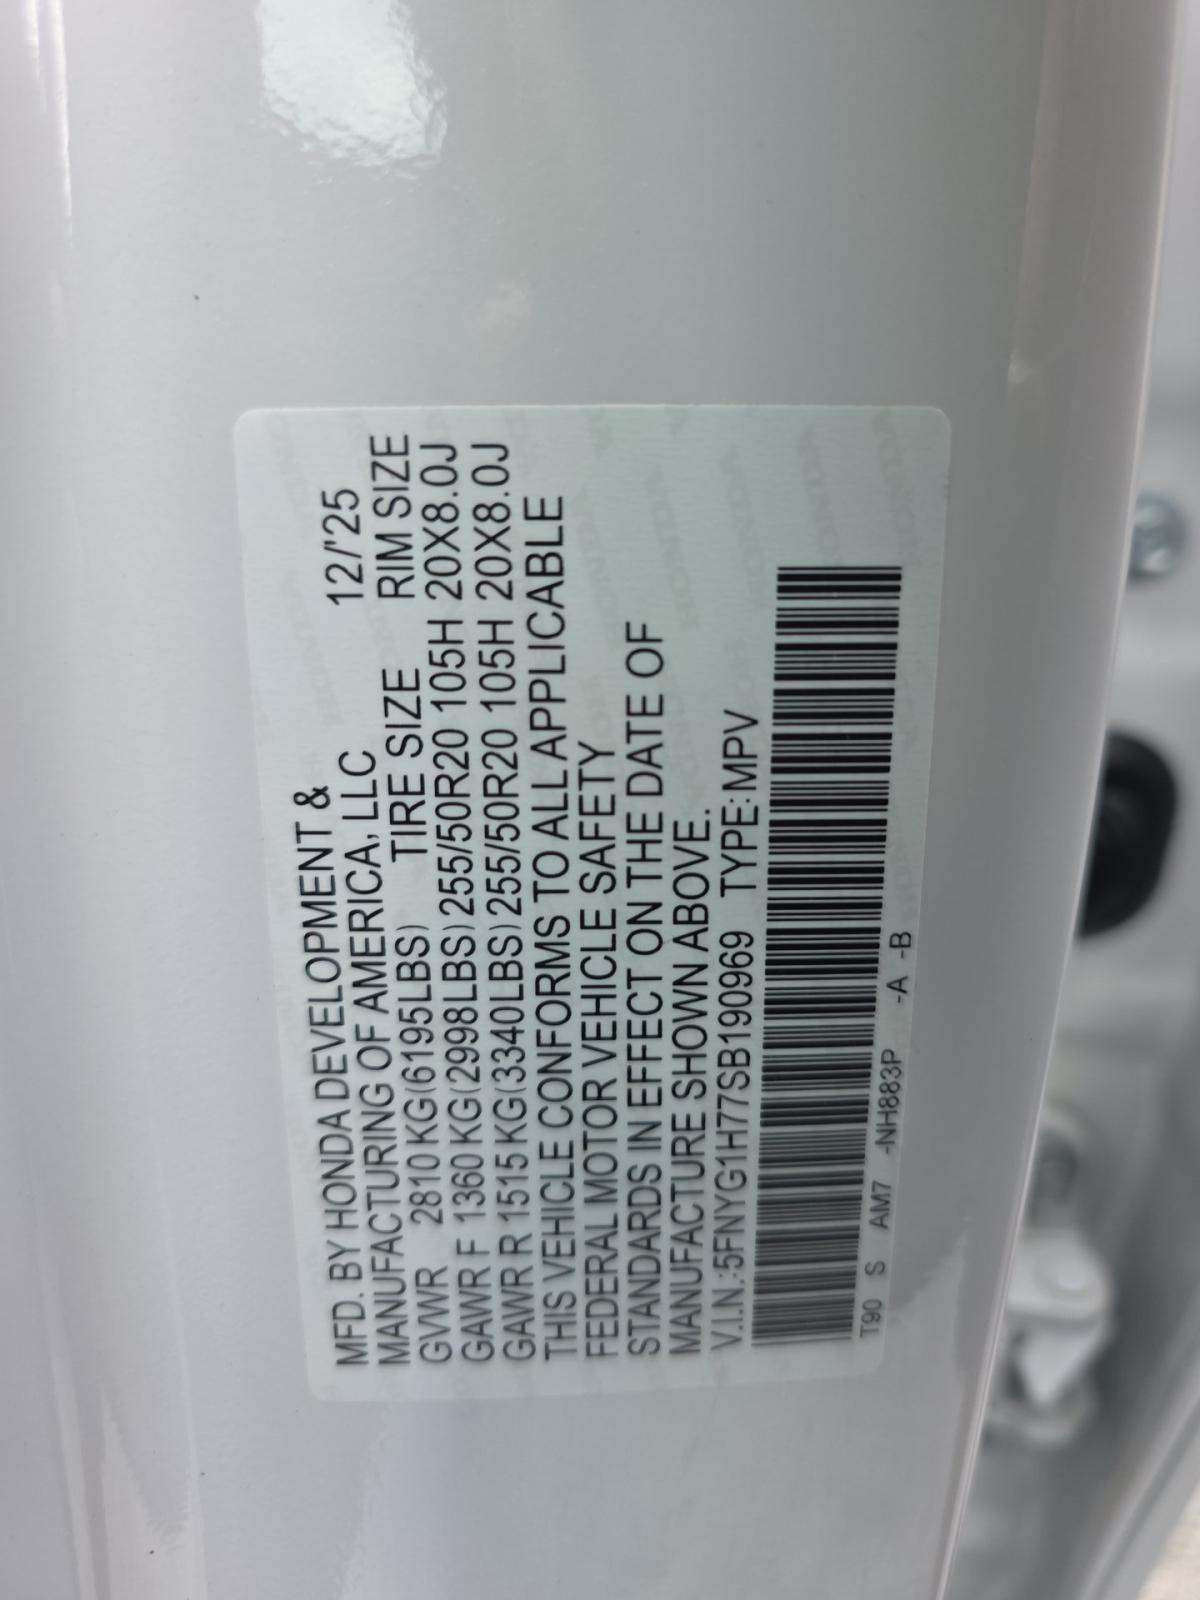 MFD. BY HONDA DEVELOPMENT &
MANUFACTURING OF AMERICA, LLC 12/'25
GVWR 2810 KG(6195LBS) TIRE SIZE RIM SIZE
GAWR F 1360 KG(2998LBS) 255/50R20 105H 20X8.0J
GAWR R 1515 KG(3340LBS) 255/50R20 105H 20X8.0J
THIS VEHICLE CONFORMS TO ALL APPLICABLE
FEDERAL MOTOR VEHICLE SAFETY
STANDARDS IN EFFECT ON THE DATE OF
MANUFACTURE SHOWN ABOVE.
V.I.N.:5FNYG1H77SB190969 TYPE:MPV
T90 S AM7 -NH883P -A -B